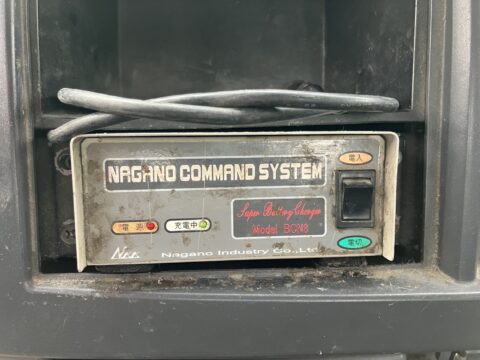 電入
NAGANO COMMAND SYSTEM
Super Battery Charger
Model BCN8
電源
充電中
電切
Nagano Industry Co.,Ltd